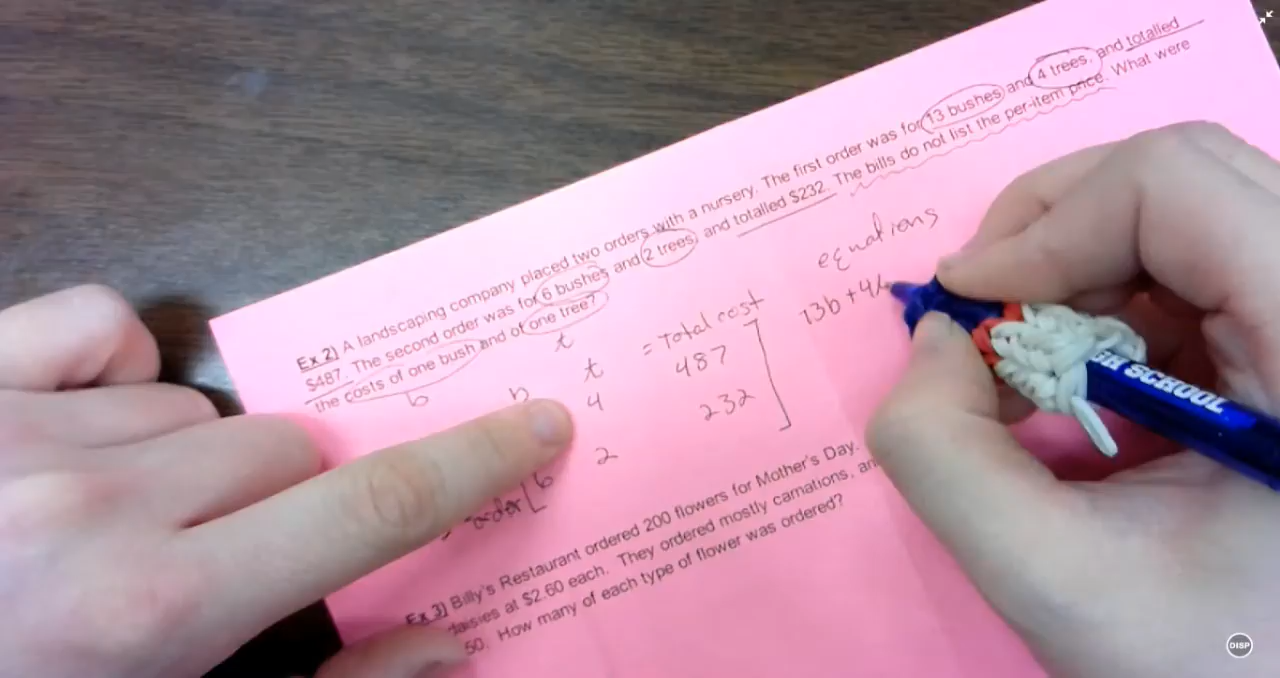 Ex 2) A landscaping company placed two orders with a nursery. The first order was for 13 bushes and 4 trees, and totalled
$487. The second order was for 6 bushes and 2 trees, and totalled $232. The bills do not list the per-item price. What were
the costs of one bush and of one tree?
b t
b t = Total cost
4 487
2 232
order 6
equations
13b + 4t
Ex 3) Billy's Restaurant ordered 200 flowers for Mother's Day.
daisies at $2.60 each. They ordered mostly carnations,
50. How many of each type of flower was ordered?
GH SCHOOL
DISP